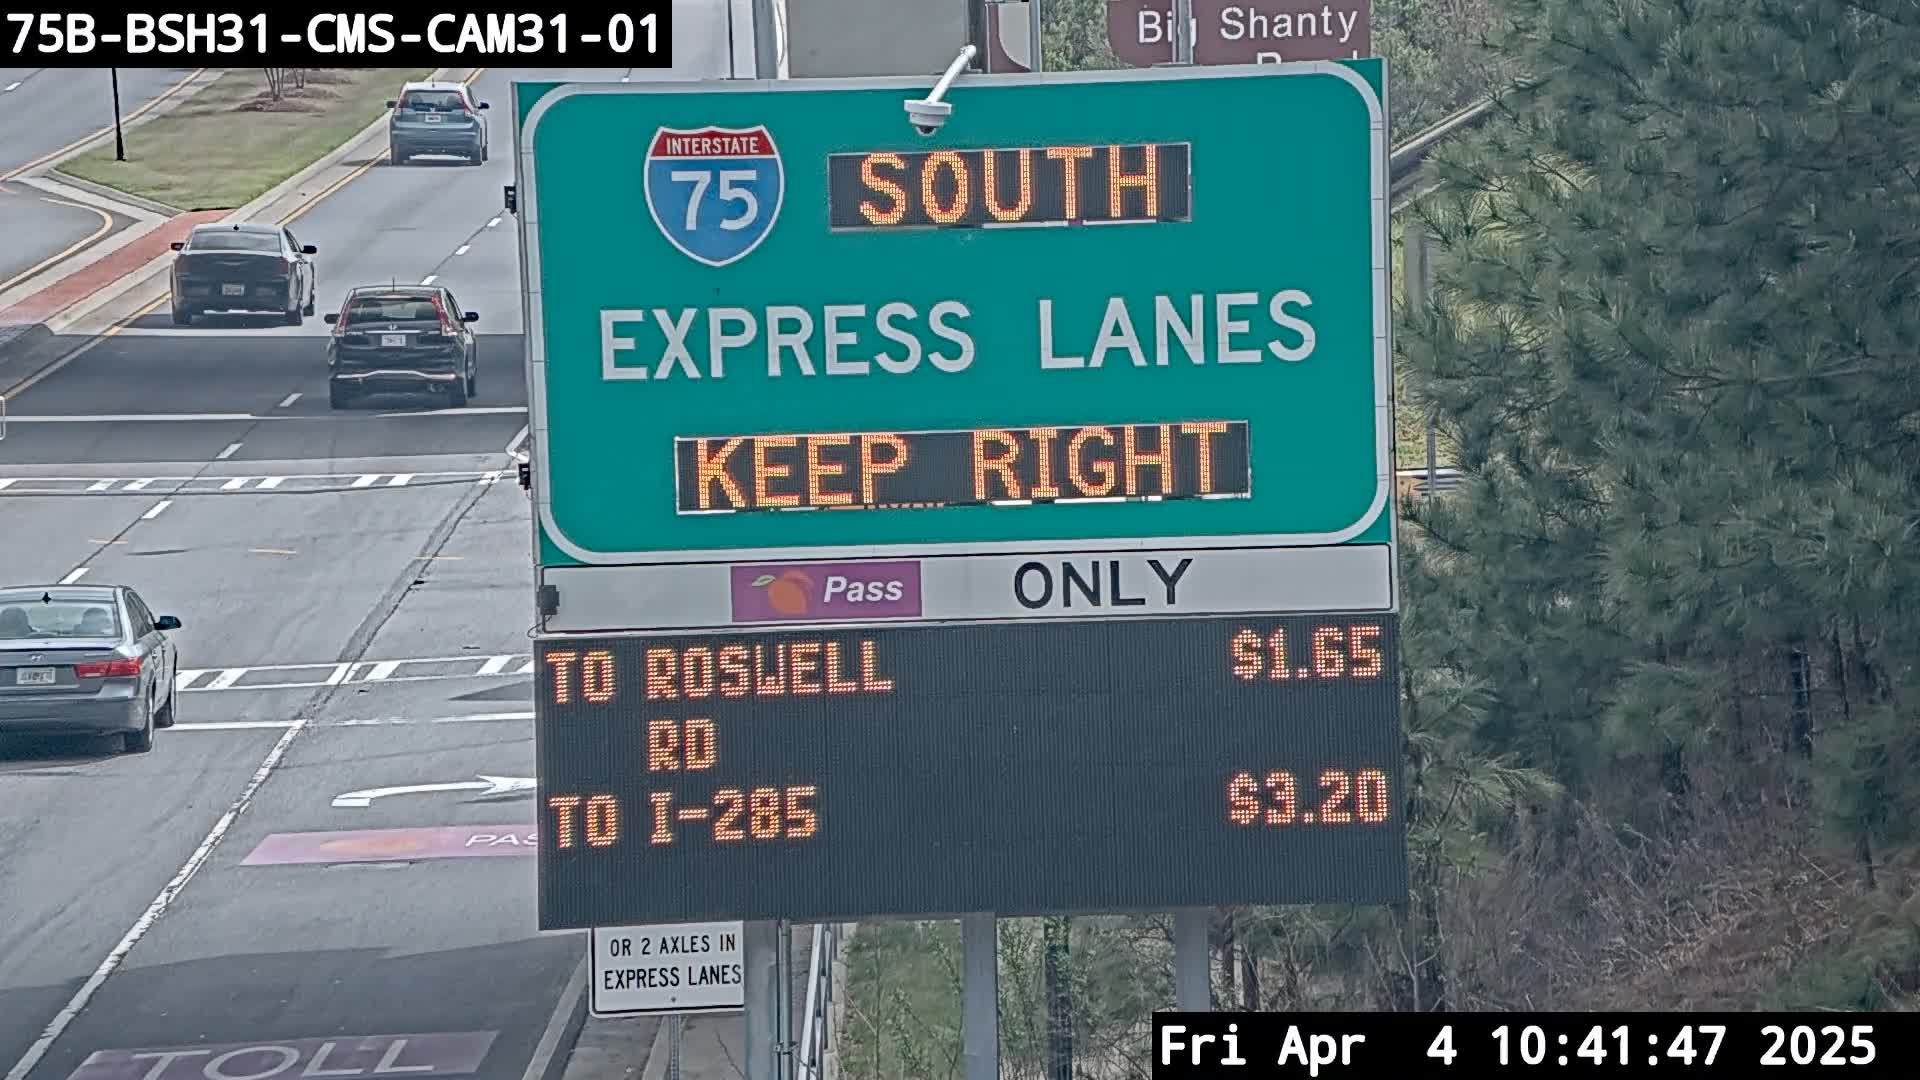 75B-BSH31-CMS-CAM31-01
Big Shanty
INTERSTATE
75
SOUTH
EXPRESS LANES
KEEP RIGHT
Pass ONLY
TO ROSWELL $1.65
RD
TO I-285 $3.20
PAS
OR 2 AXLES IN
EXPRESS LANES
TOLL
Fri Apr 4 10:41:47 2025